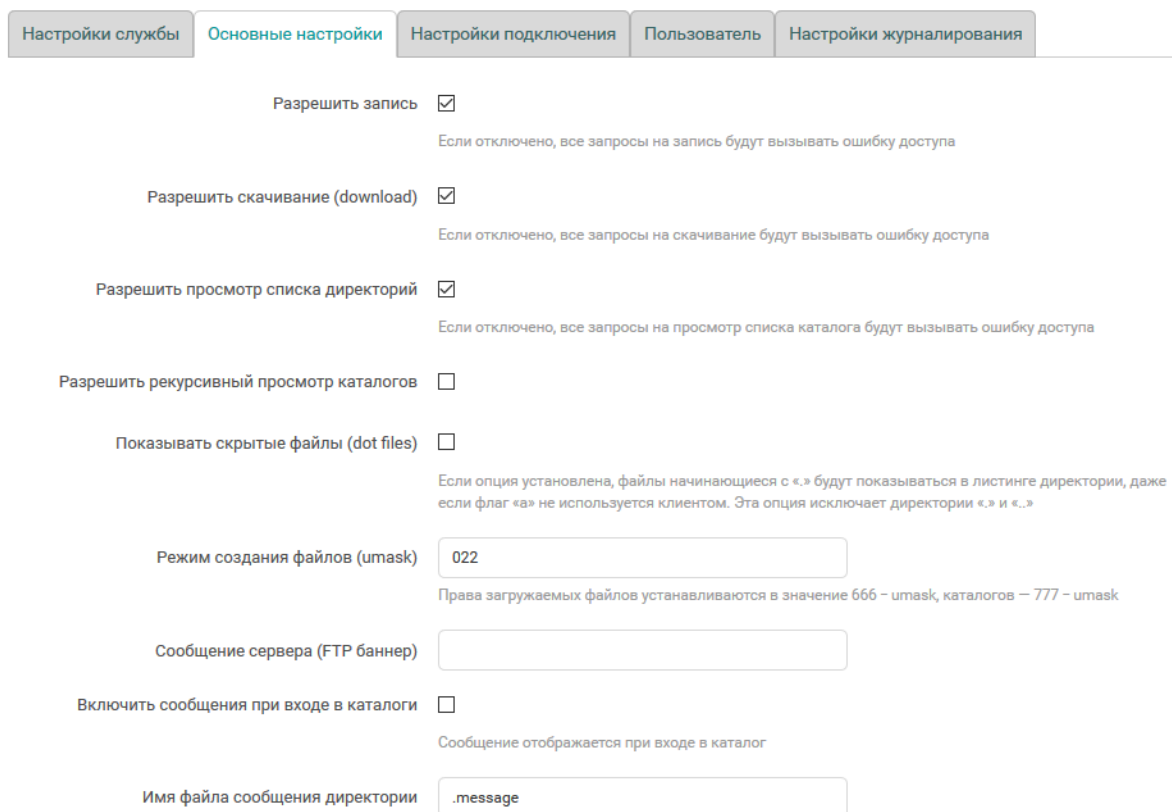 Настройки службы Основные настройки Настройки подключения Пользователь Настройки журналирования
Разрешить запись
Если отключено, все запросы на запись будут вызывать ошибку доступа
Разрешить скачивание (download)
Если отключено, все запросы на скачивание будут вызывать ошибку доступа
Разрешить просмотр списка директорий
Если отключено, все запросы на просмотр списка каталога будут вызывать ошибку доступа
Разрешить рекурсивный просмотр каталогов
Показывать скрытые файлы (dot files)
Если опция установлена, файлы начинающиеся с «.» будут показываться в листинге директории, даже
если флаг «a» не используется клиентом. Эта опция исключает директории «.» и «..»
Режим создания файлов (umask) 022
Права загружаемых файлов устанавливаются в значение 666 − umask, каталогов — 777 − umask
Сообщение сервера (FTP баннер)
Включить сообщения при входе в каталоги
Сообщение отображается при входе в каталог
Имя файла сообщения директории .message